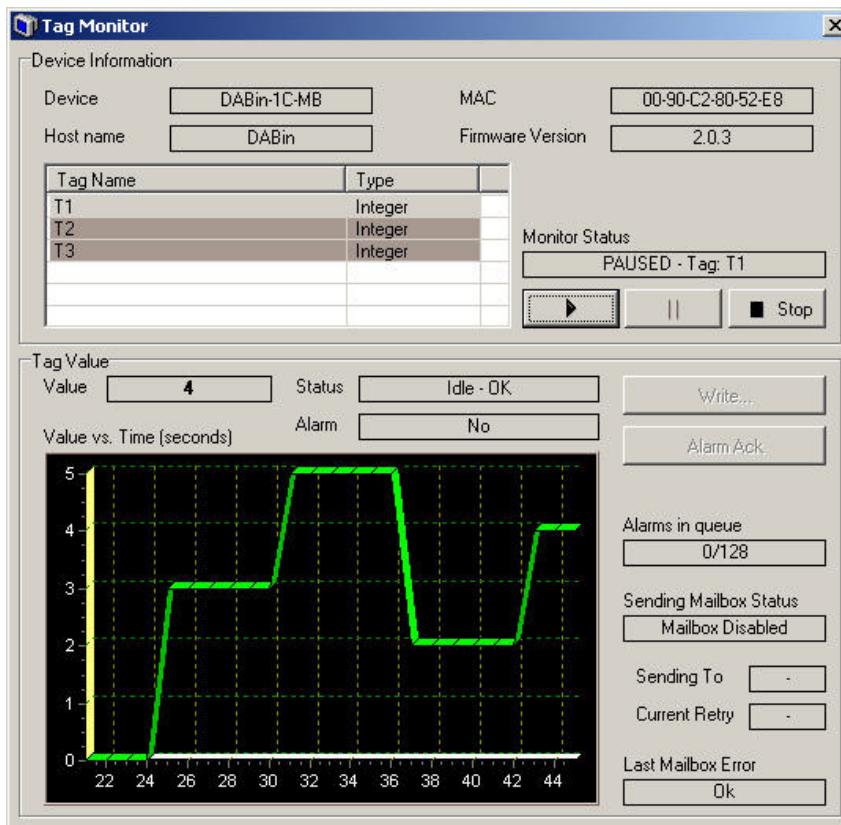 Tag Monitor
Device Information
Device DABin-1C-MB MAC 00-90-C2-80-52-E8
Host name DABin Firmware Version 2.0.3
Tag Name Type
T1 Integer
T2 Integer
T3 Integer
Monitor Status
PAUSED - Tag: T1
Stop
Tag Value
Value 4 Status Idle - OK Write...
Alarm No
Value vs. Time (seconds) Alarm Ack.
5
4
3
2
1
0
22 24 26 28 30 32 34 36 38 40 42 44
Alarms in queue
0/128
Sending Mailbox Status
Mailbox Disabled
Sending To -
Current Retry -
Last Mailbox Error
Ok